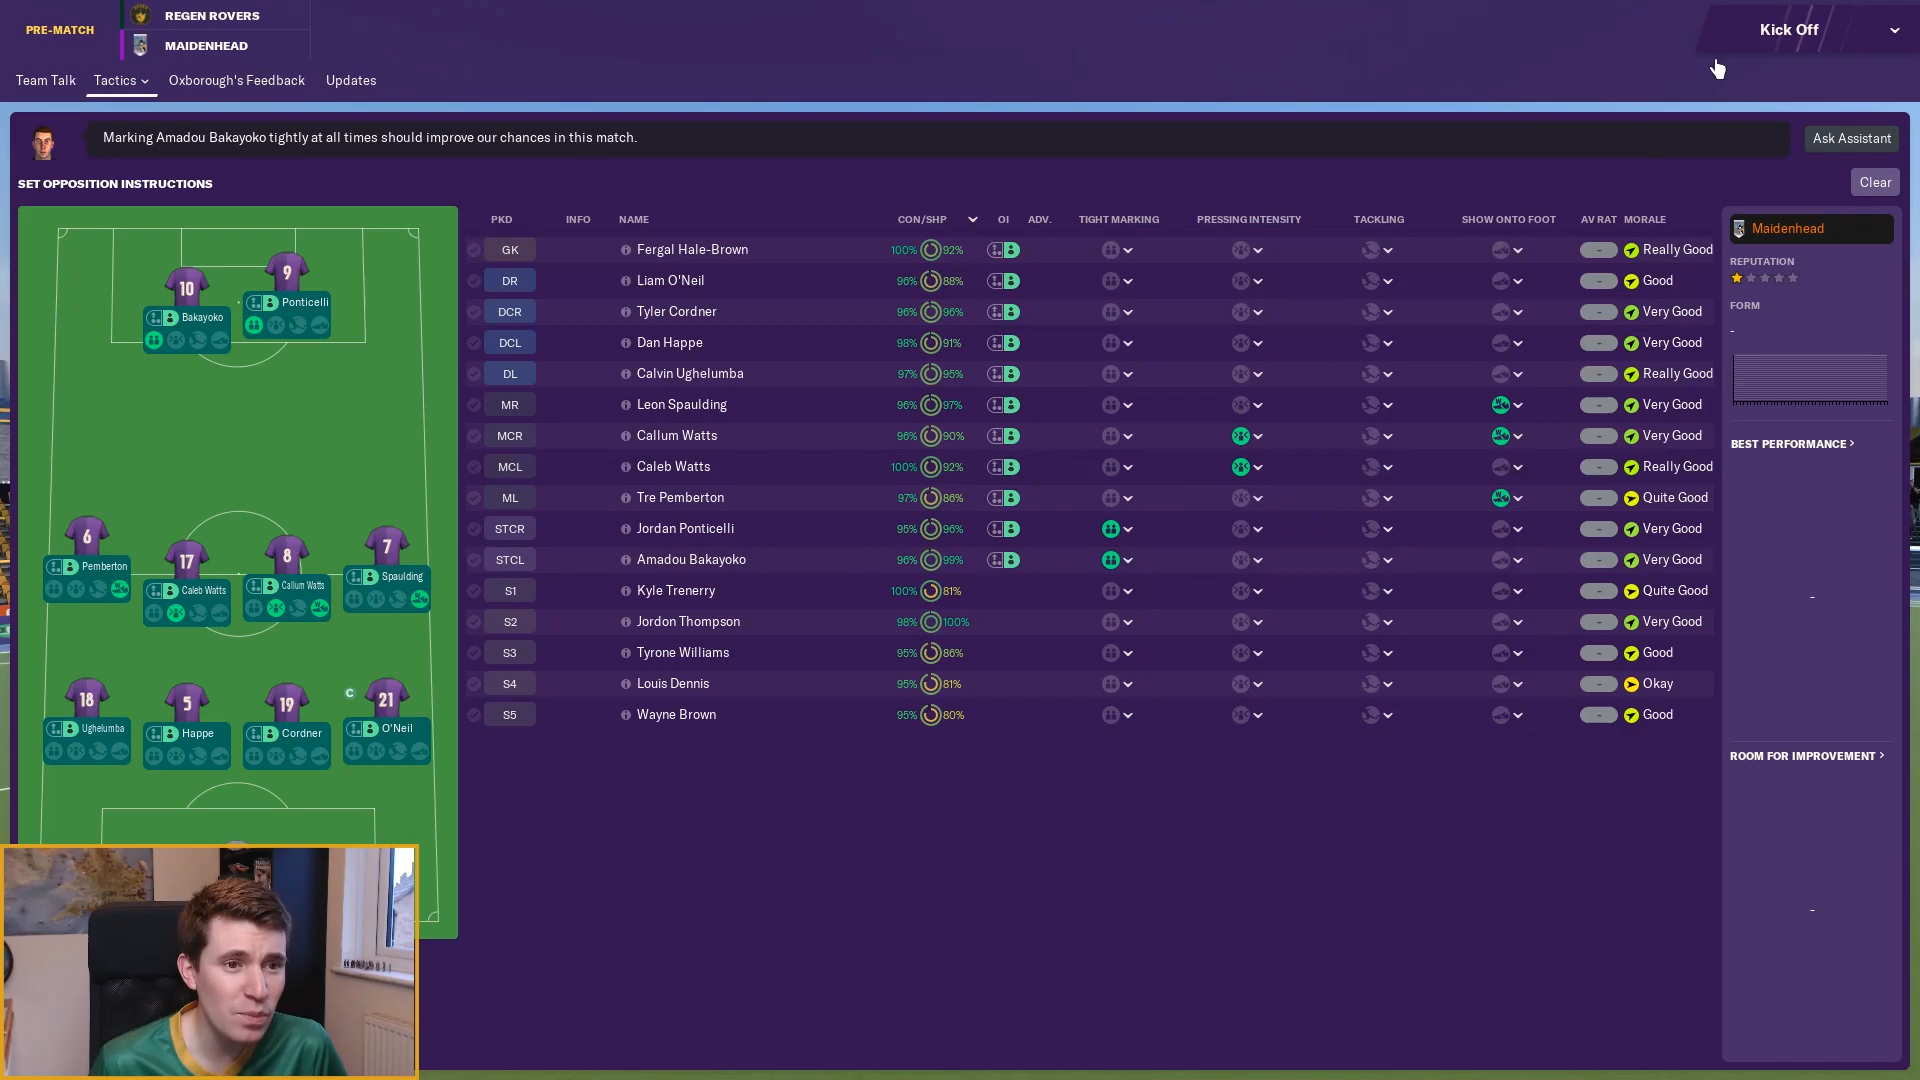 PRE-MATCH
REGEN ROVERS
MAIDENHEAD
Kick Off
Team Talk Tactics Oxborough's Feedback Updates
Marking Amadou Bakayoko tightly at all times should improve our chances in this match.
Ask Assistant
SET OPPOSITION INSTRUCTIONS
Clear
PKD INFO NAME CON/SHP OI ADV. TIGHT MARKING PRESSING INTENSITY TACKLING SHOW ONTO FOOT AV RAT MORALE
GK Fergal Hale-Brown 100% 92% - Really Good
DR Liam O'Neil 96% 88% - Good
DCR Tyler Cordner 96% 96% - Very Good
DCL Dan Happe 98% 91% - Very Good
DL Calvin Ughelumba 97% 95% - Really Good
MR Leon Spaulding 96% 97% - Very Good
MCR Callum Watts 96% 90% - Very Good
MCL Caleb Watts 100% 92% - Really Good
ML Tre Pemberton 97% 86% - Quite Good
STCR Jordan Ponticelli 95% 96% - Very Good
STCL Amadou Bakayoko 96% 99% - Very Good
S1 Kyle Trenerry 100% 81% - Quite Good
S2 Jordon Thompson 98% 100% - Very Good
S3 Tyrone Williams 95% 86% - Good
S4 Louis Dennis 95% 81% - Okay
S5 Wayne Brown 95% 80% - Good
10
Bakayoko
9
Ponticelli
6
Pemberton
17
Caleb Watts
8
Callum Watts
7
Spaulding
18
Ughelumba
5
Happe
19
Cordner
C
21
O'Neil
Maidenhead
REPUTATION
FORM
-
BEST PERFORMANCE >
-
ROOM FOR IMPROVEMENT >
-